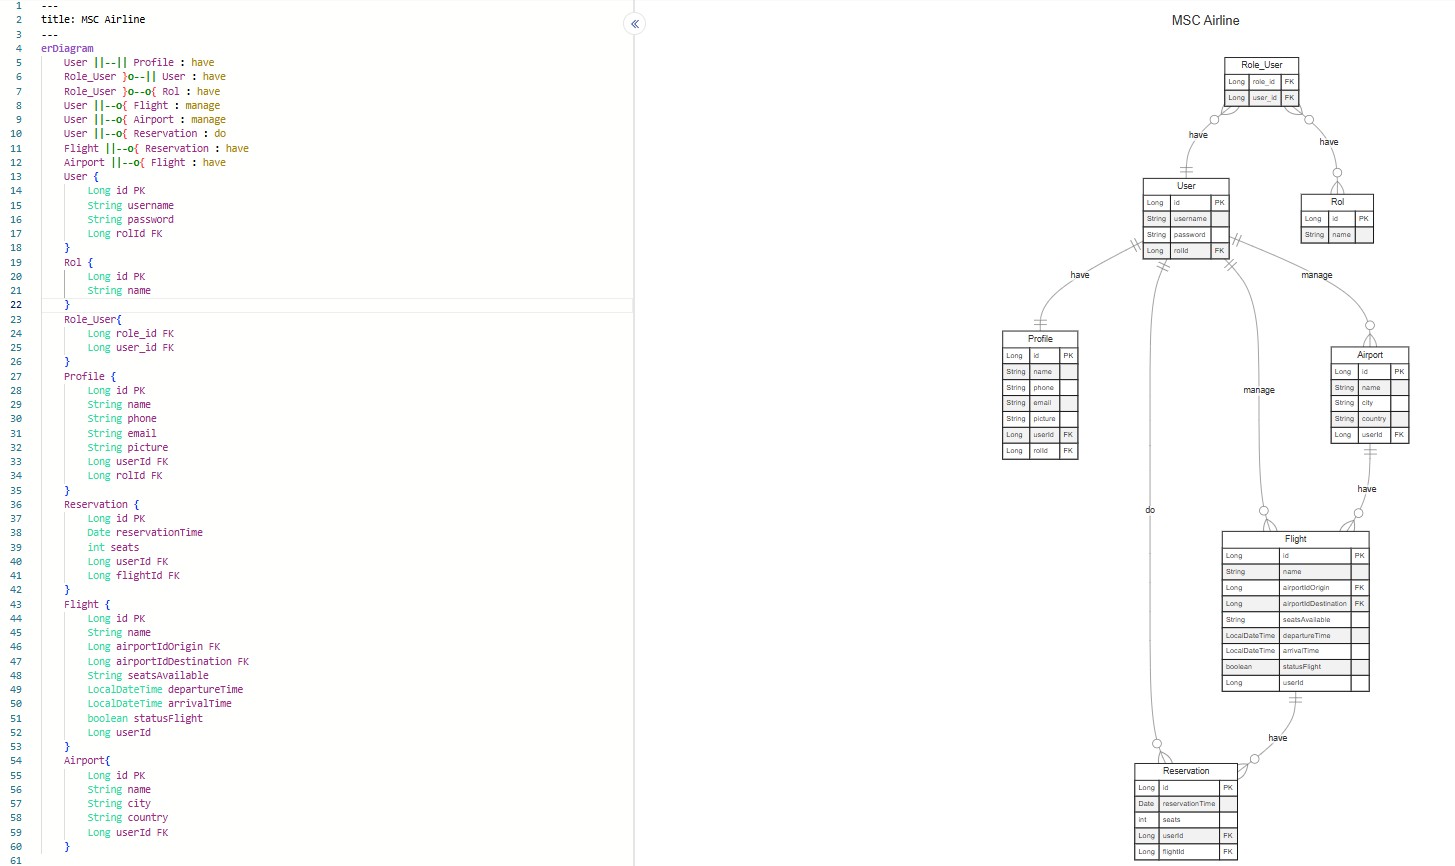 1 ---
2 title: MSC Airline
3 ---
4 erDiagram
5 User ||--|| Profile : have
6 Role_User }o--|| User : have
7 Role_User }o--o{ Rol : have
8 User ||--o{ Flight : manage
9 User ||--o{ Airport : manage
10 User ||--o{ Reservation : do
11 Flight ||--o{ Reservation : have
12 Airport ||--o{ Flight : have
13 User {
14 Long id PK
15 String username
16 String password
17 Long rolId FK
18 }
19 Rol {
20 Long id PK
21 String name
22 }
23 Role_User{
24 Long role_id FK
25 Long user_id FK
26 }
27 Profile {
28 Long id PK
29 String name
30 String phone
31 String email
32 String picture
33 Long userId FK
34 Long rolId FK
35 }
36 Reservation {
37 Long id PK
38 Date reservationTime
39 int seats
40 Long userId FK
41 Long flightId FK
42 }
43 Flight {
44 Long id PK
45 String name
46 Long airportIdOrigin FK
47 Long airportIdDestination FK
48 String seatsAvailable
49 LocalDateTime departureTime
50 LocalDateTime arrivalTime
51 boolean statusFlight
52 Long userId
53 }
54 Airport{
55 Long id PK
56 String name
57 String city
58 String country
59 Long userId FK
60 }
61
«
MSC Airline
Role_User
Long role_id FK
Long user_id FK
have
have
User
Long id PK
String username
String password
Long rolId FK
Rol
Long id PK
String name
have
manage
Profile
Long id PK
String name
String phone
String email
String picture
Long userId FK
Long rolId FK
manage
Airport
Long id PK
String name
String city
String country
Long userId FK
have
do
Flight
Long id PK
String name
Long airportIdOrigin FK
Long airportIdDestination FK
String seatsAvailable
LocalDateTime departureTime
LocalDateTime arrivalTime
boolean statusFlight
Long userId
have
Reservation
Long id PK
Date reservationTime
int seats
Long userId FK
Long flightId FK